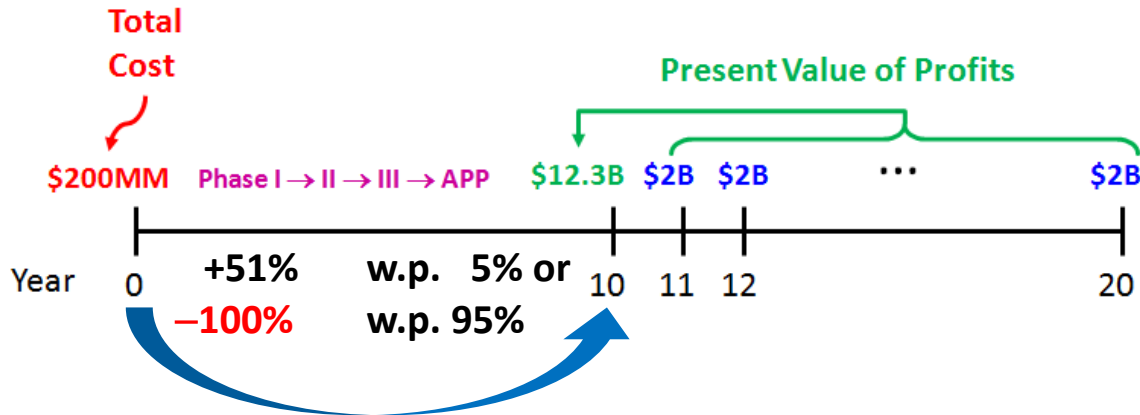 Total
Cost
Present Value of Profits
$200MM Phase I → II → III → APP $12.3B $2B $2B ... $2B
Year 0 10 11 12 20
+51% w.p. 5% or
–100% w.p. 95%